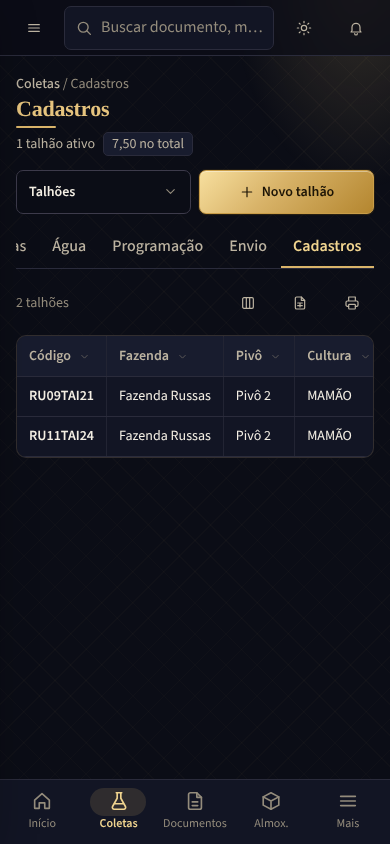 Buscar documento, m…
Coletas / Cadastros
Cadastros
1 talhão ativo 7,50 no total
Talhões
+ Novo talhão
as Água Programação Envio Cadastros
2 talhões
Código Fazenda Pivô Cultura
RU09TAI21 Fazenda Russas Pivô 2 MAMÃO
RU11TAI24 Fazenda Russas Pivô 2 MAMÃO
Início Coletas Documentos Almox. Mais